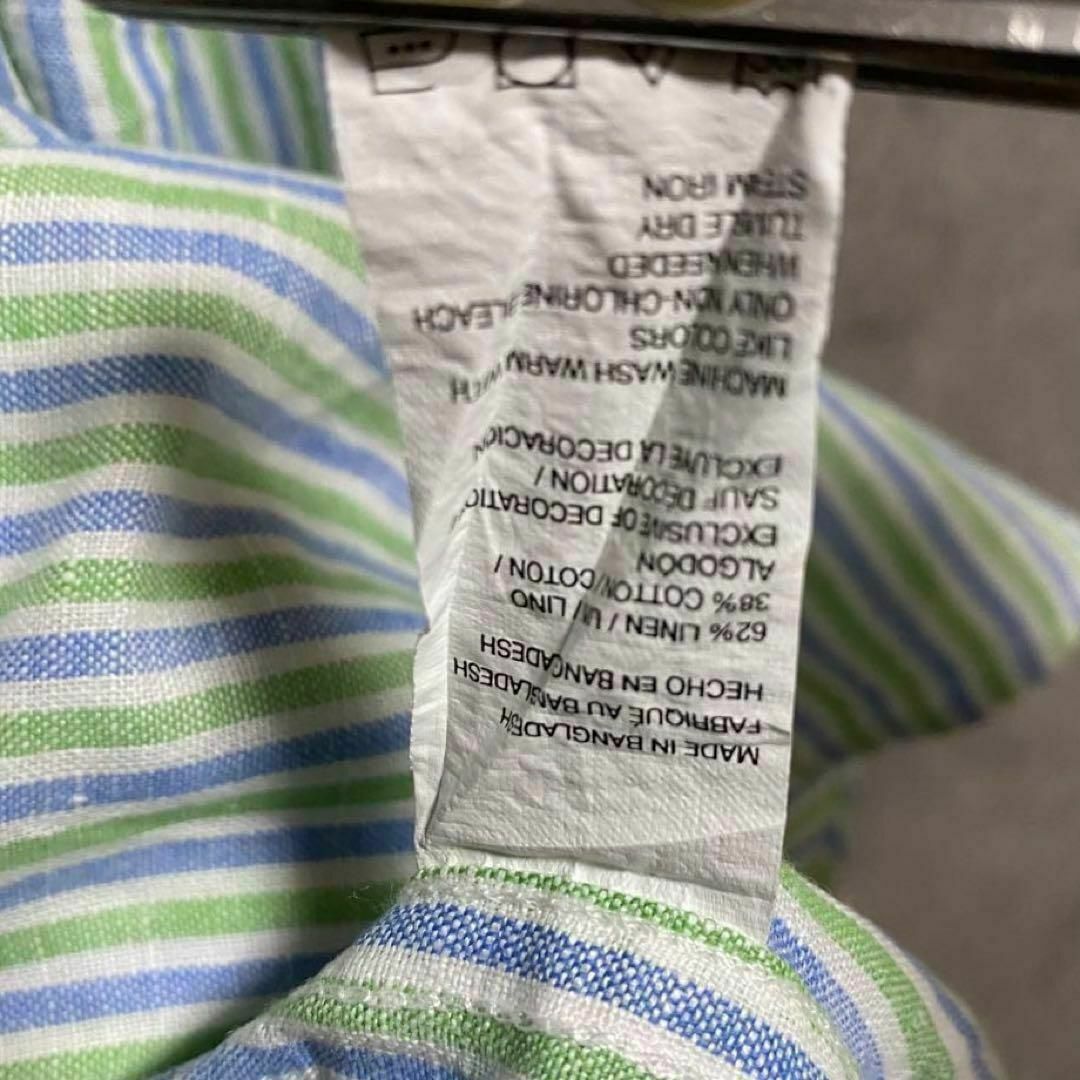 MADE IN BANGLADESH
FABRIQUÉ AU BANGLADESH
HECHO EN BANGLADESH
62% LINEN / LIN / LINO
38% COTTON/COTON /
ALGODÓN
EXCLUSIVE OF DECORATION
SAUF DÉCORATION /
EXCLUYE LA DECORACIÓN
MACHINE WASH WARM WITH
LIKE COLORS
ONLY NON-CHLORINE BLEACH
WHEN NEEDED
TUMBLE DRY
STEAM IRON